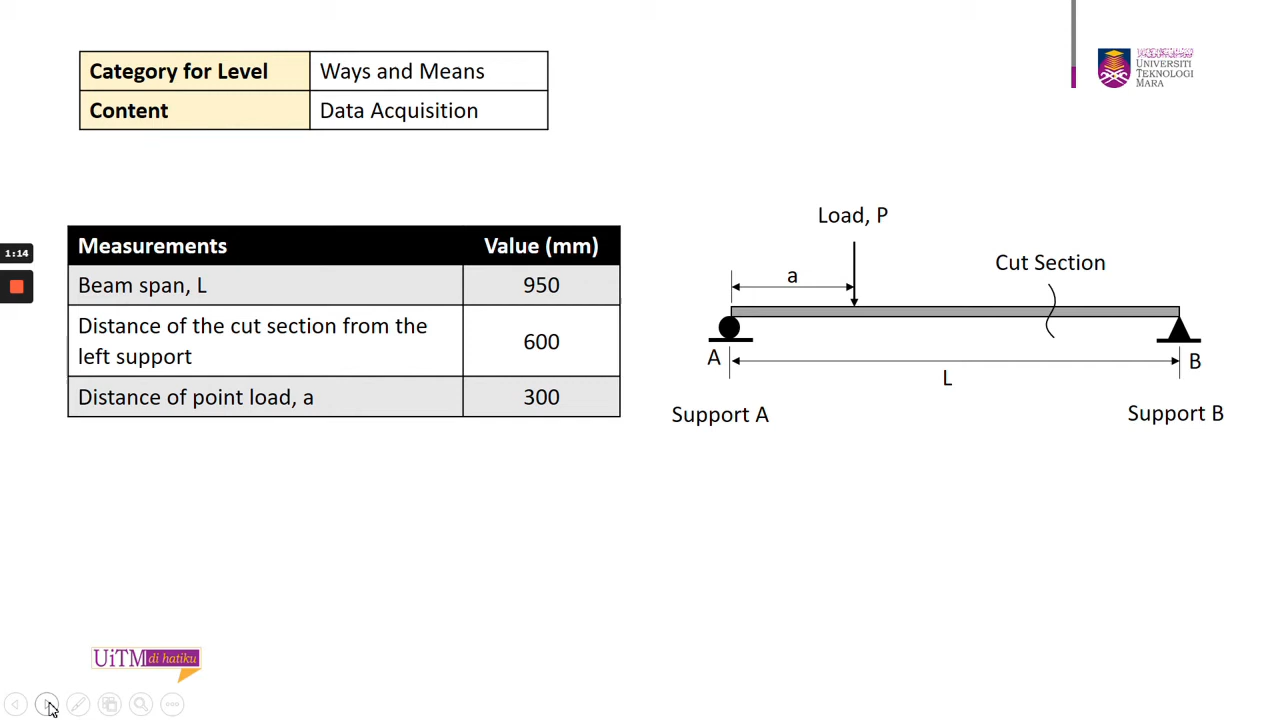 Category for Level Ways and Means
Content Data Acquisition
UNIVERSITI
TEKNOLOGI
MARA
Measurements Value (mm)
Beam span, L 950
Distance of the cut section from the
left support 600
Distance of point load, a 300
1:14
Load, P
Cut Section
a
A
B
L
Support A
Support B
UiTM di hatiku